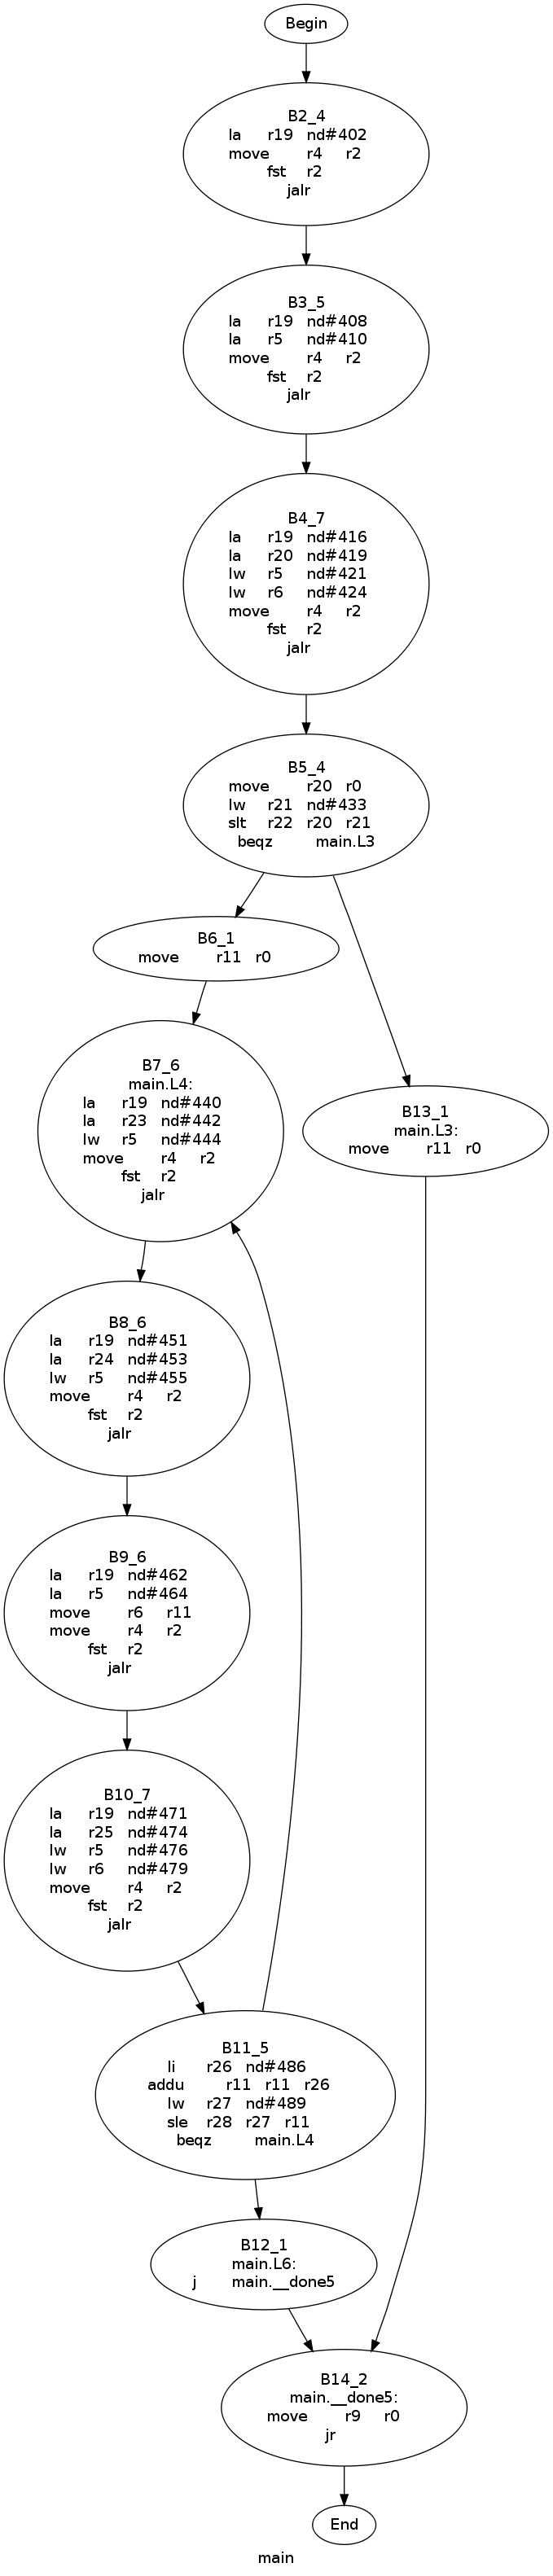 Begin
B2_4
la r19 nd#402
move r4 r2
fst r2
jalr
B3_5
la r19 nd#408
la r5 nd#410
move r4 r2
fst r2
jalr
B4_7
la r19 nd#416
la r20 nd#419
lw r5 nd#421
lw r6 nd#424
move r4 r2
fst r2
jalr
B5_4
move r20 r0
lw r21 nd#433
slt r22 r20 r21
beqz main.L3
B6_1
move r11 r0
B7_6
main.L4:
la r19 nd#440
la r23 nd#442
lw r5 nd#444
move r4 r2
fst r2
jalr
B13_1
main.L3:
move r11 r0
B8_6
la r19 nd#451
la r24 nd#453
lw r5 nd#455
move r4 r2
fst r2
jalr
B9_6
la r19 nd#462
la r5 nd#464
move r6 r11
move r4 r2
fst r2
jalr
B10_7
la r19 nd#471
la r25 nd#474
lw r5 nd#476
lw r6 nd#479
move r4 r2
fst r2
jalr
B11_5
li r26 nd#486
addu r11 r11 r26
lw r27 nd#489
sle r28 r27 r11
beqz main.L4
B12_1
main.L6:
j main.__done5
B14_2
main.__done5:
move r9 r0
jr
End
main